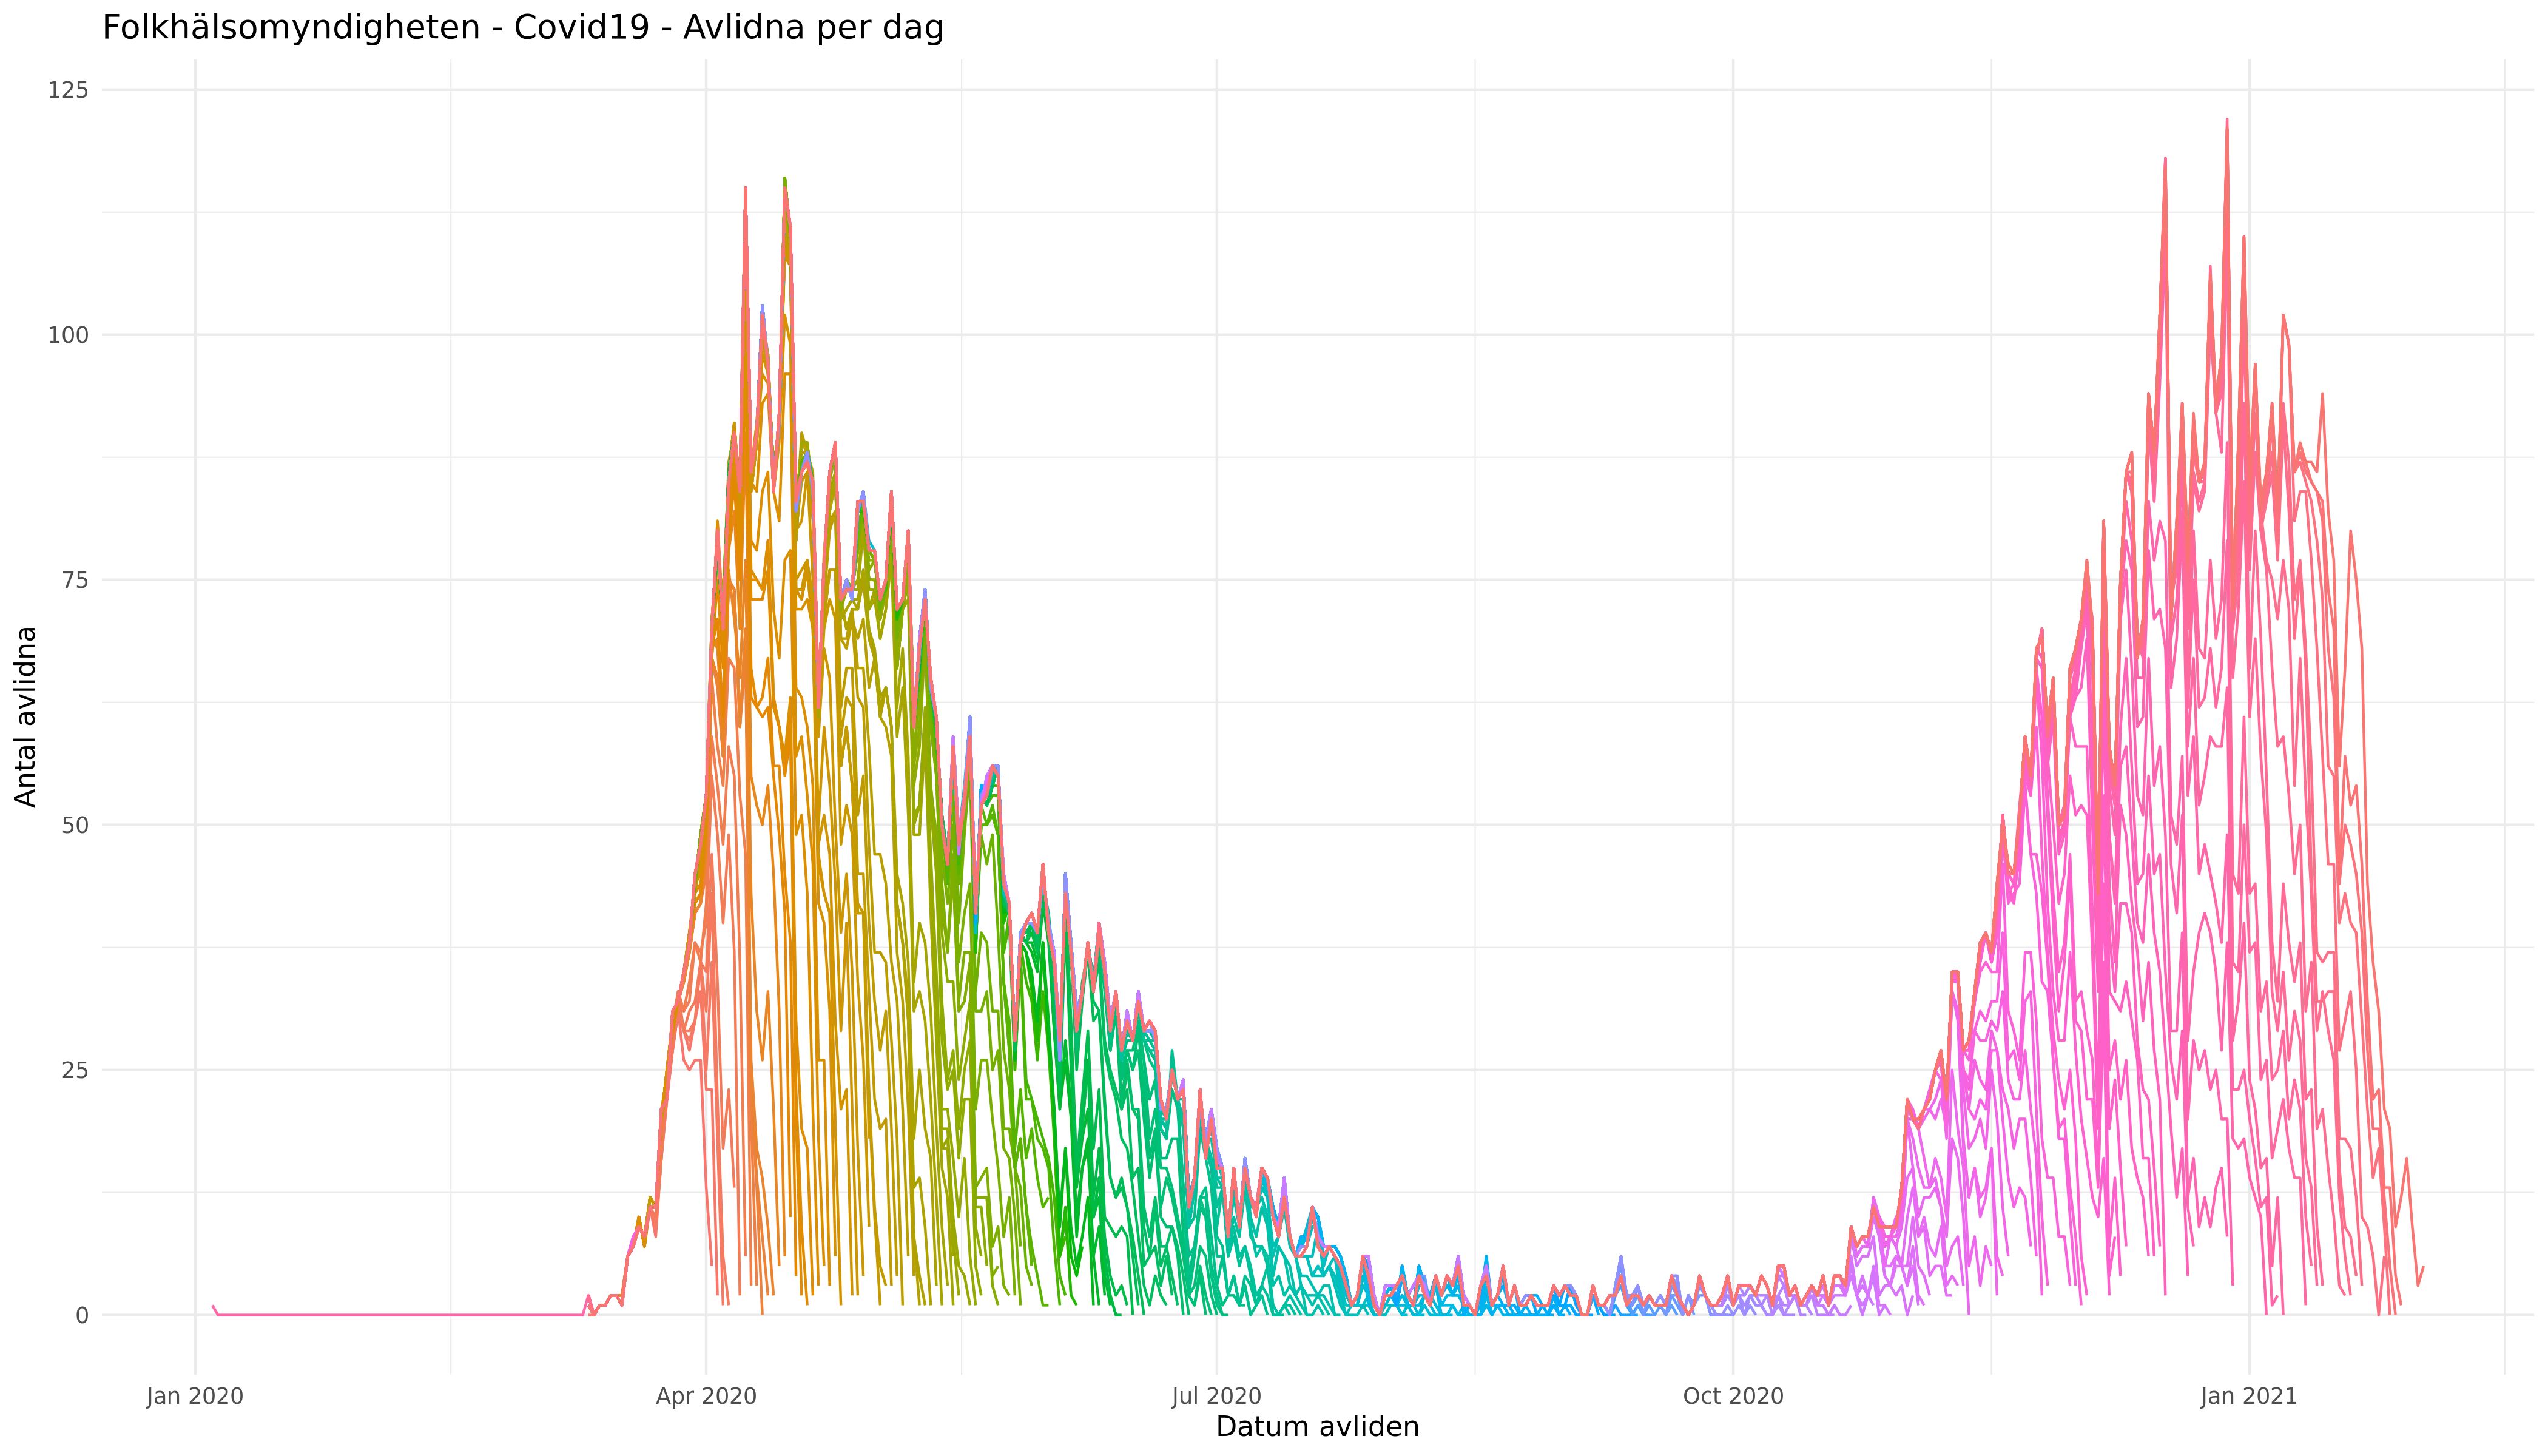 Folkhälsomyndigheten - Covid19 - Avlidna per dag
125
100
75
50
25
0
Antal avlidna
Jan 2020
Apr 2020
Jul 2020
Oct 2020
Jan 2021
Datum avliden